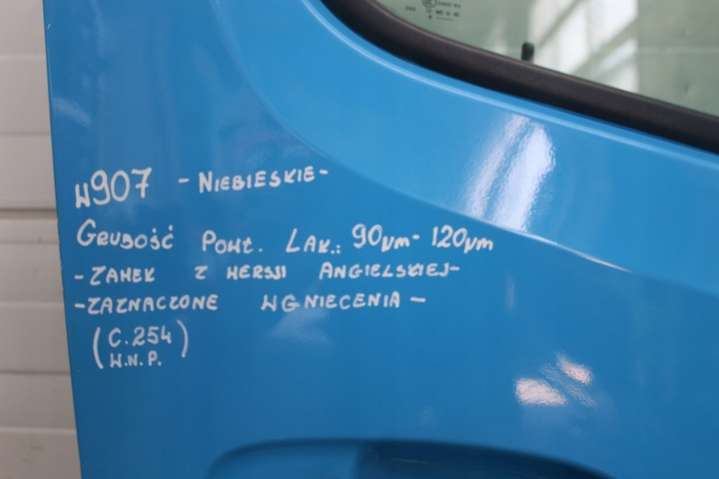 W907 - NIEBIESKIE-
GRUBOŚĆ POWŁ. LAK.: 90µm- 120µm
-ZAMEK Z WERSJI ANGIELSKIEJ-
-ZAZNACZONE WGNIECENIA-
(C.254
W.N.P.)